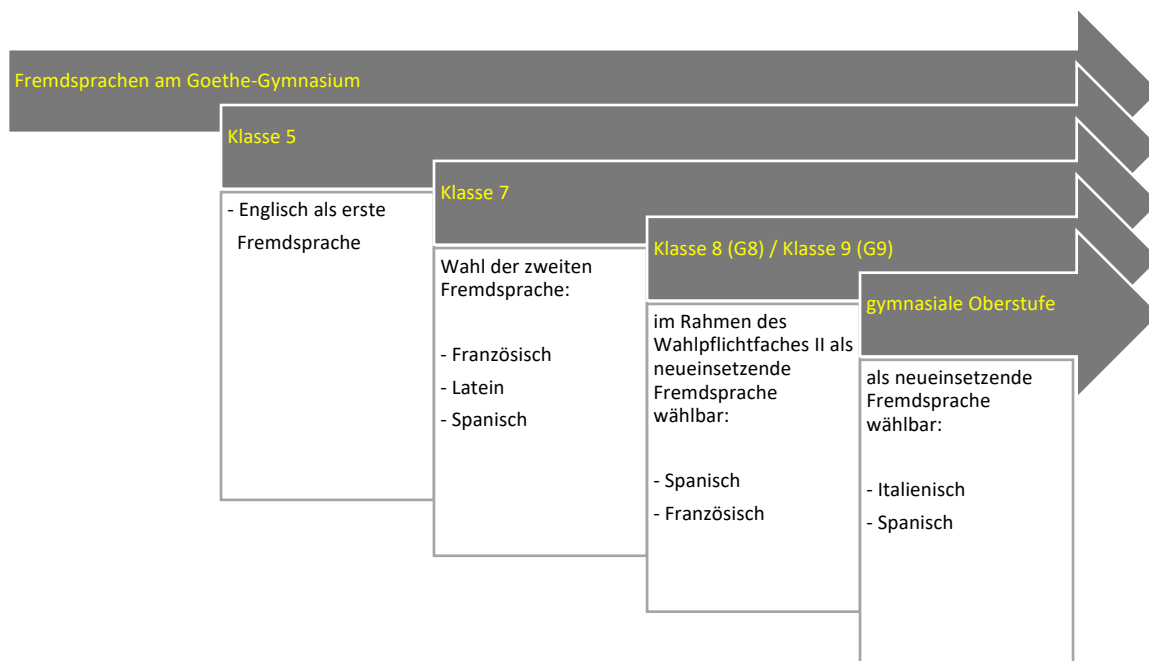 Fremdsprachen am Goethe-Gymnasium
Klasse 5
- Englisch als erste
Fremdsprache
Klasse 7
Wahl der zweiten
Fremdsprache:
- Französisch
- Latein
- Spanisch
Klasse 8 (G8) / Klasse 9 (G9)
im Rahmen des
Wahlpflichtfaches II als
neueinsetzende
Fremdsprache
wählbar:
- Spanisch
- Französisch
gymnasiale Oberstufe
als neueinsetzende
Fremdsprache
wählbar:
- Italienisch
- Spanisch